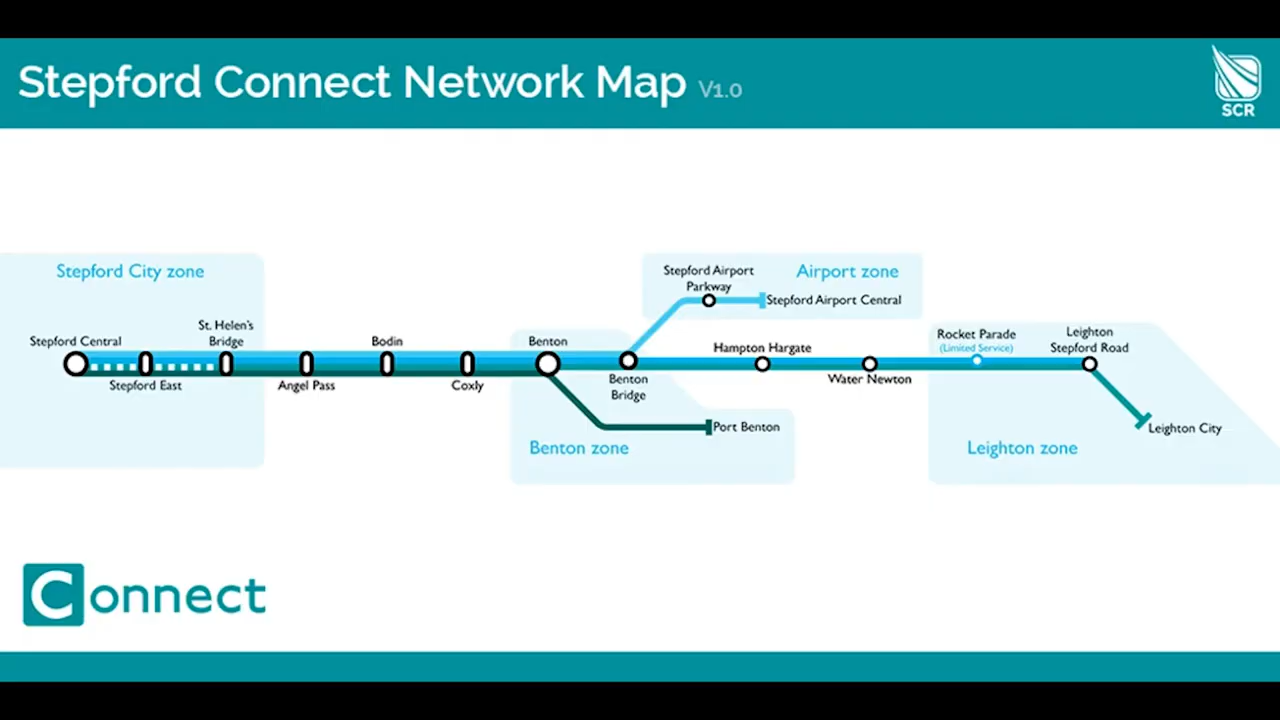 Stepford Connect Network Map V1.0
SCR
Stepford City zone
Stepford Airport
Parkway
Airport zone
Stepford Airport Central
Stepford Central
St. Helen's
Bridge
Bodin
Benton
Hampton Hargate
Rocket Parade
(Limited Service)
Leighton
Stepford Road
Stepford East
Angel Pass
Coxly
Benton
Bridge
Water Newton
Port Benton
Leighton City
Benton zone
Leighton zone
Connect